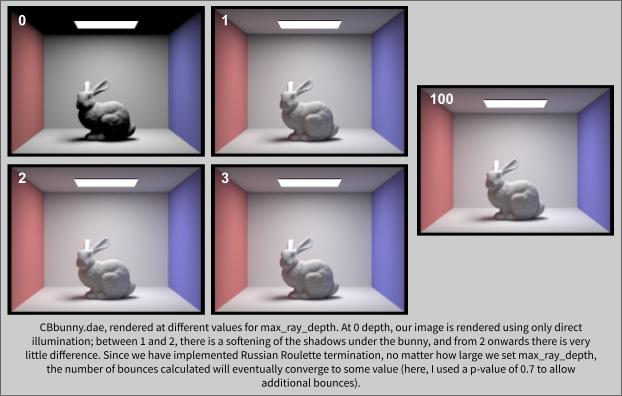 0
1
100
2
3
CBbunny.dae, rendered at different values for max_ray_depth. At 0 depth, our image is rendered using only direct
illumination; between 1 and 2, there is a softening of the shadows under the bunny, and from 2 onwards there is very
little difference. Since we have implemented Russian Roulette termination, no matter how large we set max_ray_depth,
the number of bounces calculated will eventually converge to some value (here, I used a p-value of 0.7 to allow
additional bounces).